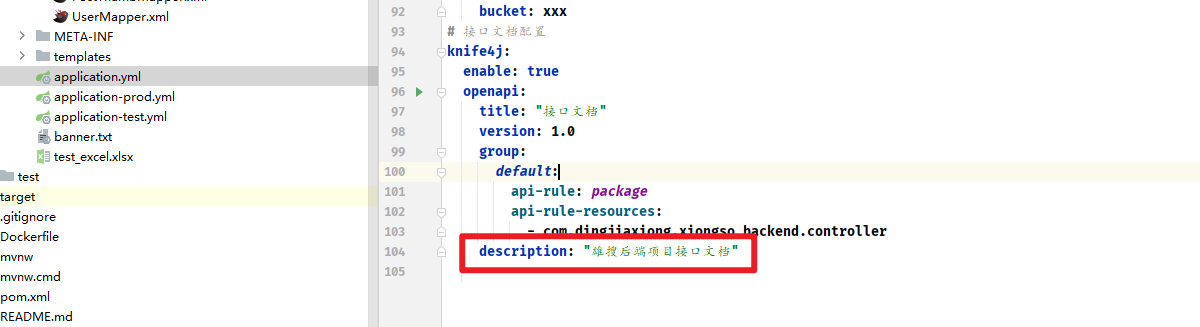 UserMapper.xml
META-INF
templates
application.yml
application-prod.yml
application-test.yml
banner.txt
test_excel.xlsx
test
target
.gitignore
Dockerfile
mvnw
mvnw.cmd
pom.xml
README.md
92 bucket: xxx
93 # 接口文档配置
94 knife4j:
95 enable: true
96 openapi:
97 title: "接口文档"
98 version: 1.0
99 group:
100 default:
101 api-rule: package
102 api-rule-resources:
103 - com.dingjiaxiong.xiongso.backend.controller
104 description: "雄搜后端项目接口文档"
105